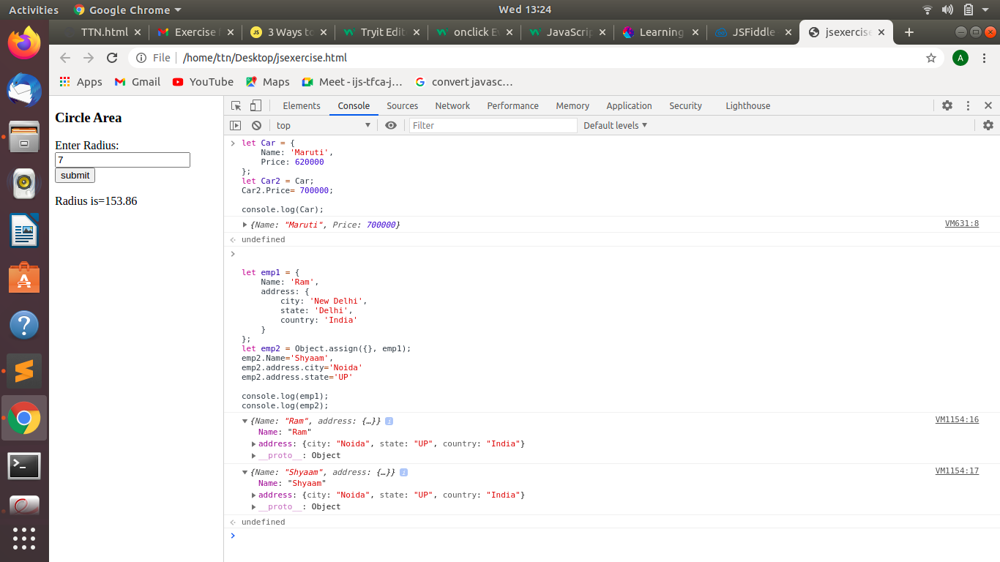 Activities
Google Chrome
Wed 13:24
TTN.html
Exercise
3 Ways to
Tryit Edit
onclick Ev
JavaScrip
Learning
JSFiddle
jsexercise
File
/home/ttn/Desktop/jsexercise.html
A
Apps
Gmail
YouTube
Maps
Meet - ijs-tfca-j…
convert javasc…
Circle Area
Enter Radius:
7
submit
Radius is=153.86
Elements
Console
Sources
Network
Performance
Memory
Application
Security
Lighthouse
top
Filter
Default levels
let Car = {
Name: 'Maruti',
Price: 620000
};
let Car2 = Car;
Car2.Price= 700000;
console.log(Car);
{Name: "Maruti", Price: 700000}
VM631:8
undefined
let emp1 = {
Name: 'Ram',
address: {
city: 'New Delhi',
state: 'Delhi',
country: 'India'
}
};
let emp2 = Object.assign({}, emp1);
emp2.Name='Shyaam',
emp2.address.city='Noida'
emp2.address.state='UP'
console.log(emp1);
console.log(emp2);
{Name: "Ram", address: {…}} i
VM1154:16
Name: "Ram"
address: {city: "Noida", state: "UP", country: "India"}
__proto__: Object
{Name: "Shyaam", address: {…}} i
VM1154:17
Name: "Shyaam"
address: {city: "Noida", state: "UP", country: "India"}
__proto__: Object
undefined